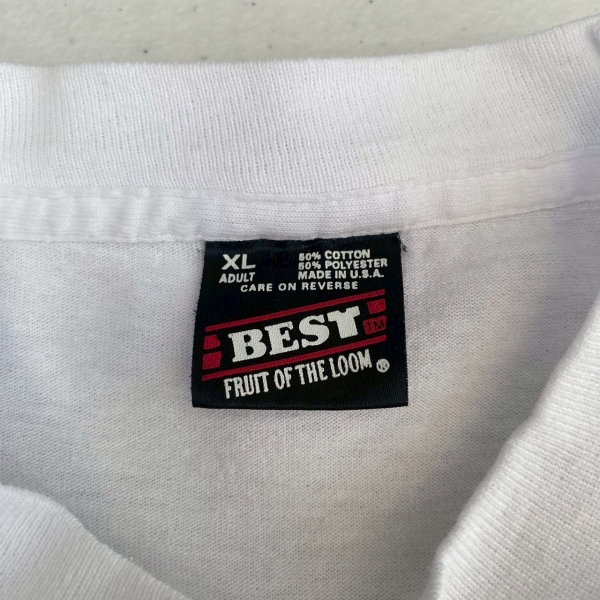 XL
ADULT
50% COTTON
50% POLYESTER
MADE IN U.S.A.
CARE ON REVERSE
BEST TM
FRUIT OF THE LOOM ®